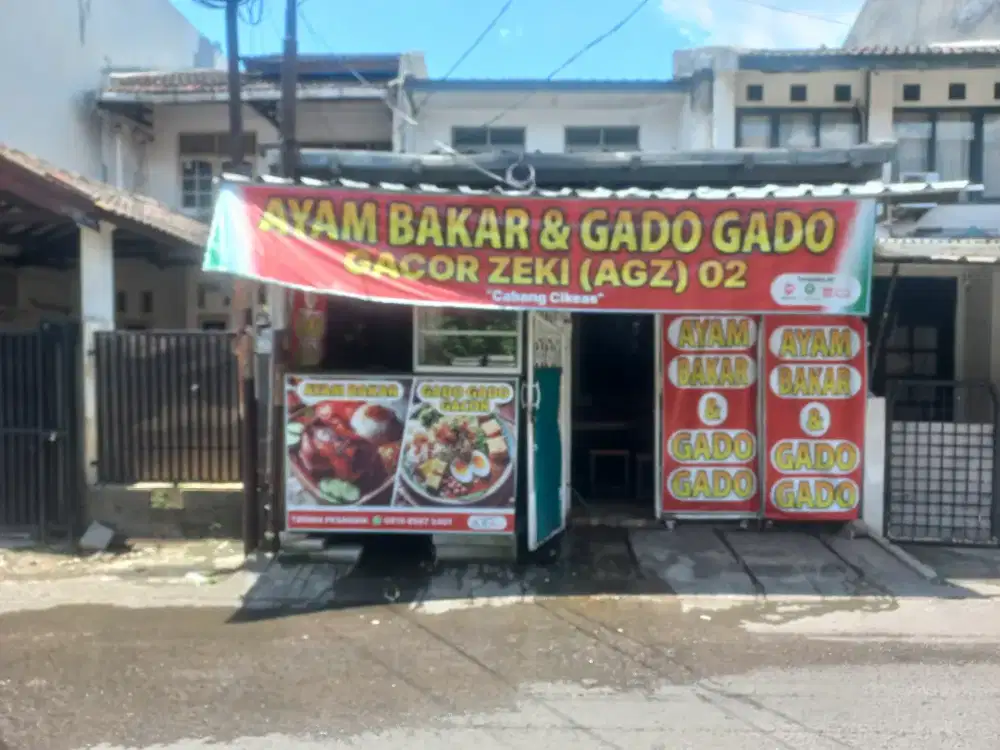 AYAM BAKAR & GADO GADO
GACOR ZEKI (AGZ) 02
"Cabang Cikeas"
AYAM BAKAR
GADO GADO
GACOR
AYAM
BAKAR
&
GADO
GADO
AYAM
BAKAR
&
GADO
GADO